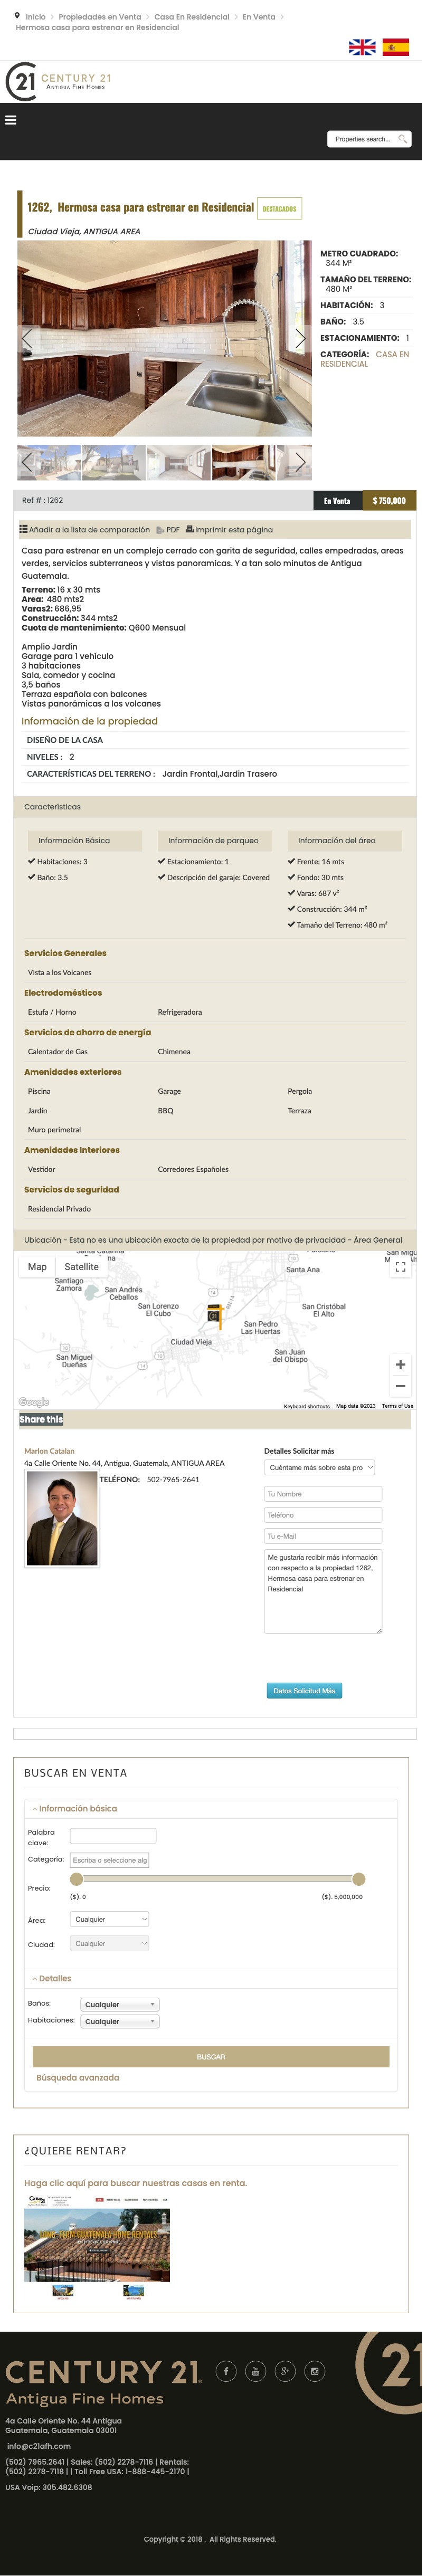 Inicio > Propiedades en Venta > Casa En Residencial > En Venta >
Hermosa casa para estrenar en Residencial
21 CENTURY 21
ANTIGUA FINE HOMES
Properties search...
1262, Hermosa casa para estrenar en Residencial DESTACADOS
Ciudad Vieja, ANTIGUA AREA
METRO CUADRADO:
344 M²
TAMAÑO DEL TERRENO:
480 M²
HABITACIÓN: 3
BAÑO: 3.5
ESTACIONAMIENTO: 1
CATEGORÍA: CASA EN
RESIDENCIAL
Ref # : 1262
En Venta
$ 750,000
Añadir a la lista de comparación PDF Imprimir esta página
Casa para estrenar en un complejo cerrado con garita de seguridad, calles empedradas, areas
verdes, servicios subterraneos y vistas panoramicas. Y a tan solo minutos de Antigua
Guatemala.
Terreno: 16 x 30 mts
Area: 480 mts2
Varas2: 686,95
Construcción: 344 mts2
Cuota de mantenimiento: Q600 Mensual
Amplio Jardín
Garage para 1 vehículo
3 habitaciones
Sala, comedor y cocina
3,5 baños
Terraza española con balcones
Vistas panorámicas a los volcanes
Información de la propiedad
DISEÑO DE LA CASA
NIVELES : 2
CARACTERÍSTICAS DEL TERRENO : Jardin Frontal,Jardin Trasero
Características
Información Básica
Habitaciones: 3
Baño: 3.5
Información de parqueo
Estacionamiento: 1
Descripción del garaje: Covered
Información del área
Frente: 16 mts
Fondo: 30 mts
Varas: 687 v²
Construcción: 344 m²
Tamaño del Terreno: 480 m²
Servicios Generales
Vista a los Volcanes
Electrodomésticos
Estufa / Horno Refrigeradora
Servicios de ahorro de energía
Calentador de Gas Chimenea
Amenidades exteriores
Piscina Garage Pergola
Jardín BBQ Terraza
Muro perimetral
Amenidades Interiores
Vestidor Corredores Españoles
Servicios de seguridad
Residencial Privado
Ubicación - Esta no es una ubicación exacta de la propiedad por motivo de privacidad - Área General
Santa Catarina
Map Satellite
Santa Ana
Santiago
Zamora
San Andrés
Ceballos
14
10
RN 14
San Lorenzo
El Cubo
San Cristóbal
El Alto
San Pedro
Las Huertas
Ciudad Vieja
San Miguel
Dueñas
San Juan
del Obispo
10
14
10
Google
Keyboard shortcuts Map data ©2023 Terms of Use
Share this
Marlon Catalan
4a Calle Oriente No. 44, Antigua, Guatemala, ANTIGUA AREA
TELÉFONO: 502-7965-2641
Detalles Solicitar más
Cuéntame más sobre esta pro
Tu Nombre
Teléfono
Tu e-Mail
Me gustaría recibir más información
con respecto a la propiedad 1262,
Hermosa casa para estrenar en
Residencial
Datos Solicitud Más
BUSCAR EN VENTA
Información básica
Palabra
clave:
Categoría: Escriba o seleccione alg
Precio:
($). 0 ($). 5,000,000
Área: Cualquier
Ciudad: Cualquier
Detalles
Baños: Cualquier
Habitaciones: Cualquier
BUSCAR
Búsqueda avanzada
¿QUIERE RENTAR?
Haga clic aquí para buscar nuestras casas en renta.
LONG-TERM GUATEMALA HOME RENTALS
CENTURY 21
Antigua Fine Homes
21
4a Calle Oriente No. 44 Antigua
Guatemala, Guatemala 03001
info@c21afh.com
(502) 7965.2641 | Sales: (502) 2278-7116 | Rentals:
(502) 2278-7118 | | Toll Free USA: 1-888-445-2170 |
USA Voip: 305.482.6308
Copyright © 2018 . All Rights Reserved.